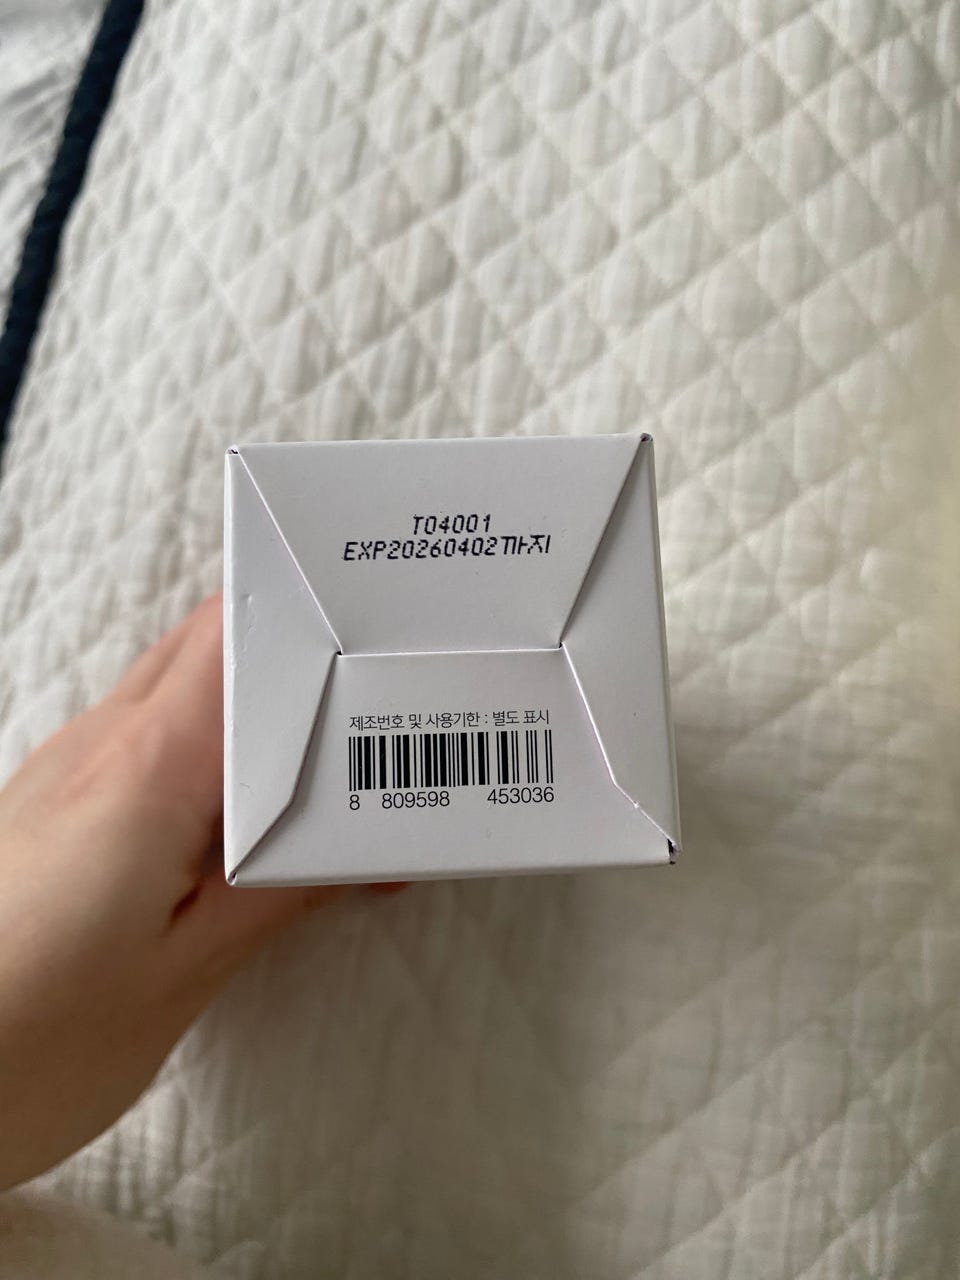 T04001
EXP20260402까지
제조번호 및 사용기한 : 별도 표시
8 809598 453036